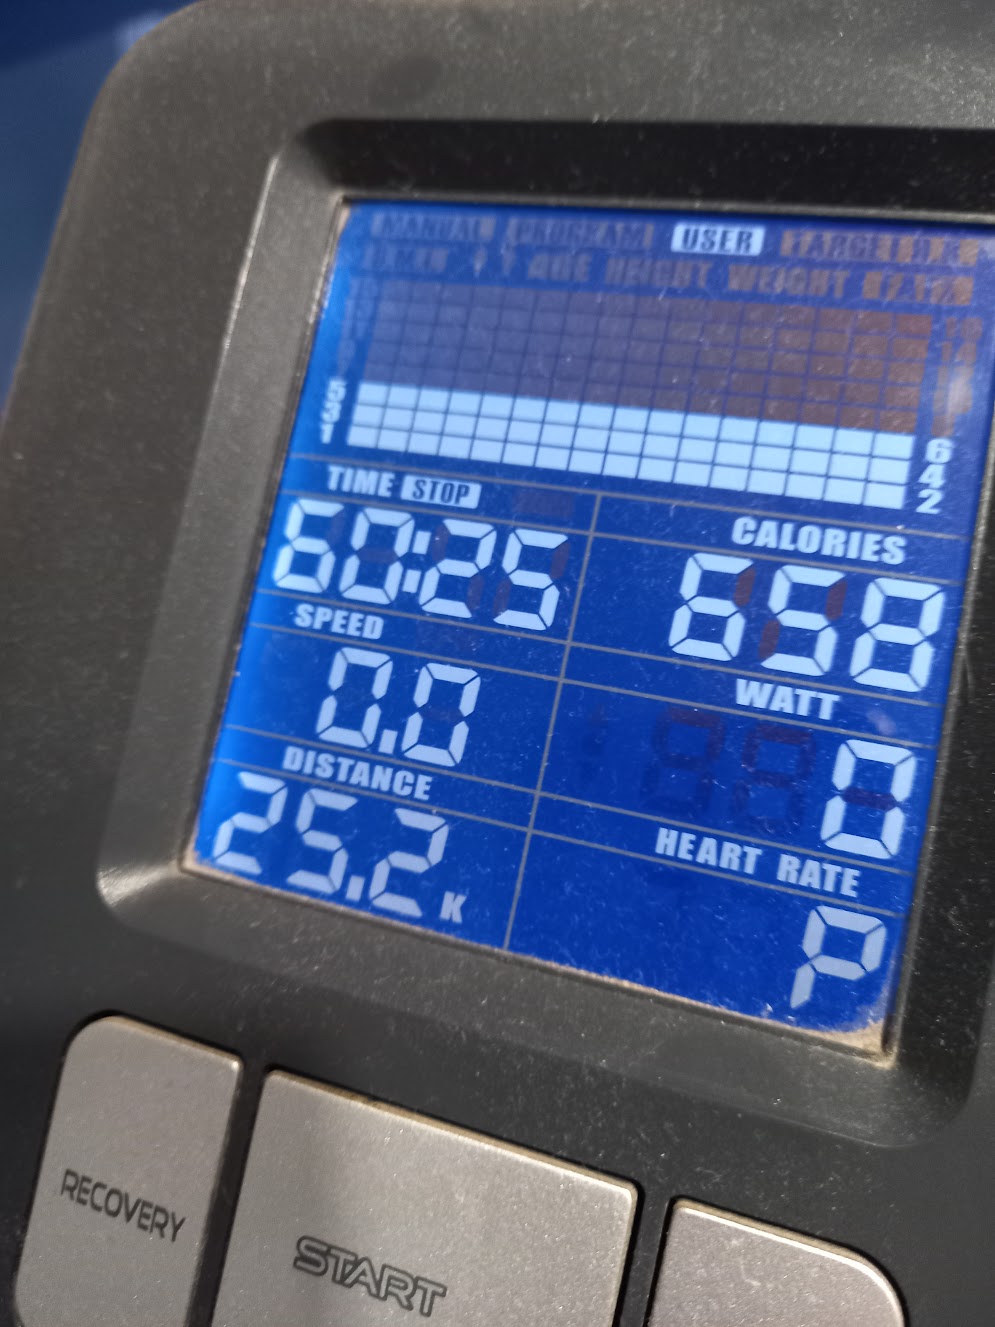 MANUAL PROGRAM USER TARGET H.R.
AGE HEIGHT WEIGHT
5
3
1
6
4
2
TIME STOP
60:25
CALORIES
658
SPEED
0.0
WATT
0
DISTANCE
25.2 K
HEART RATE
P
RECOVERY
START